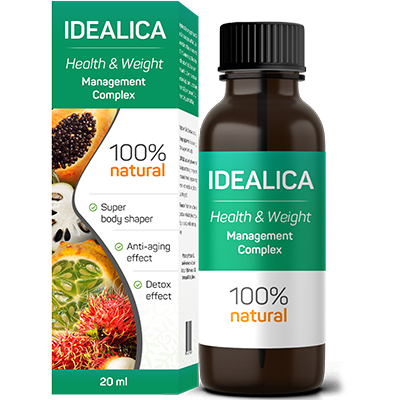 IDEALICA
Health & Weight
Management
Complex
100%
natural
Super
body shaper
Anti-aging
effect
Detox
effect
20 ml
IDEALICA
Health & Weight
Management
Complex
100%
natural